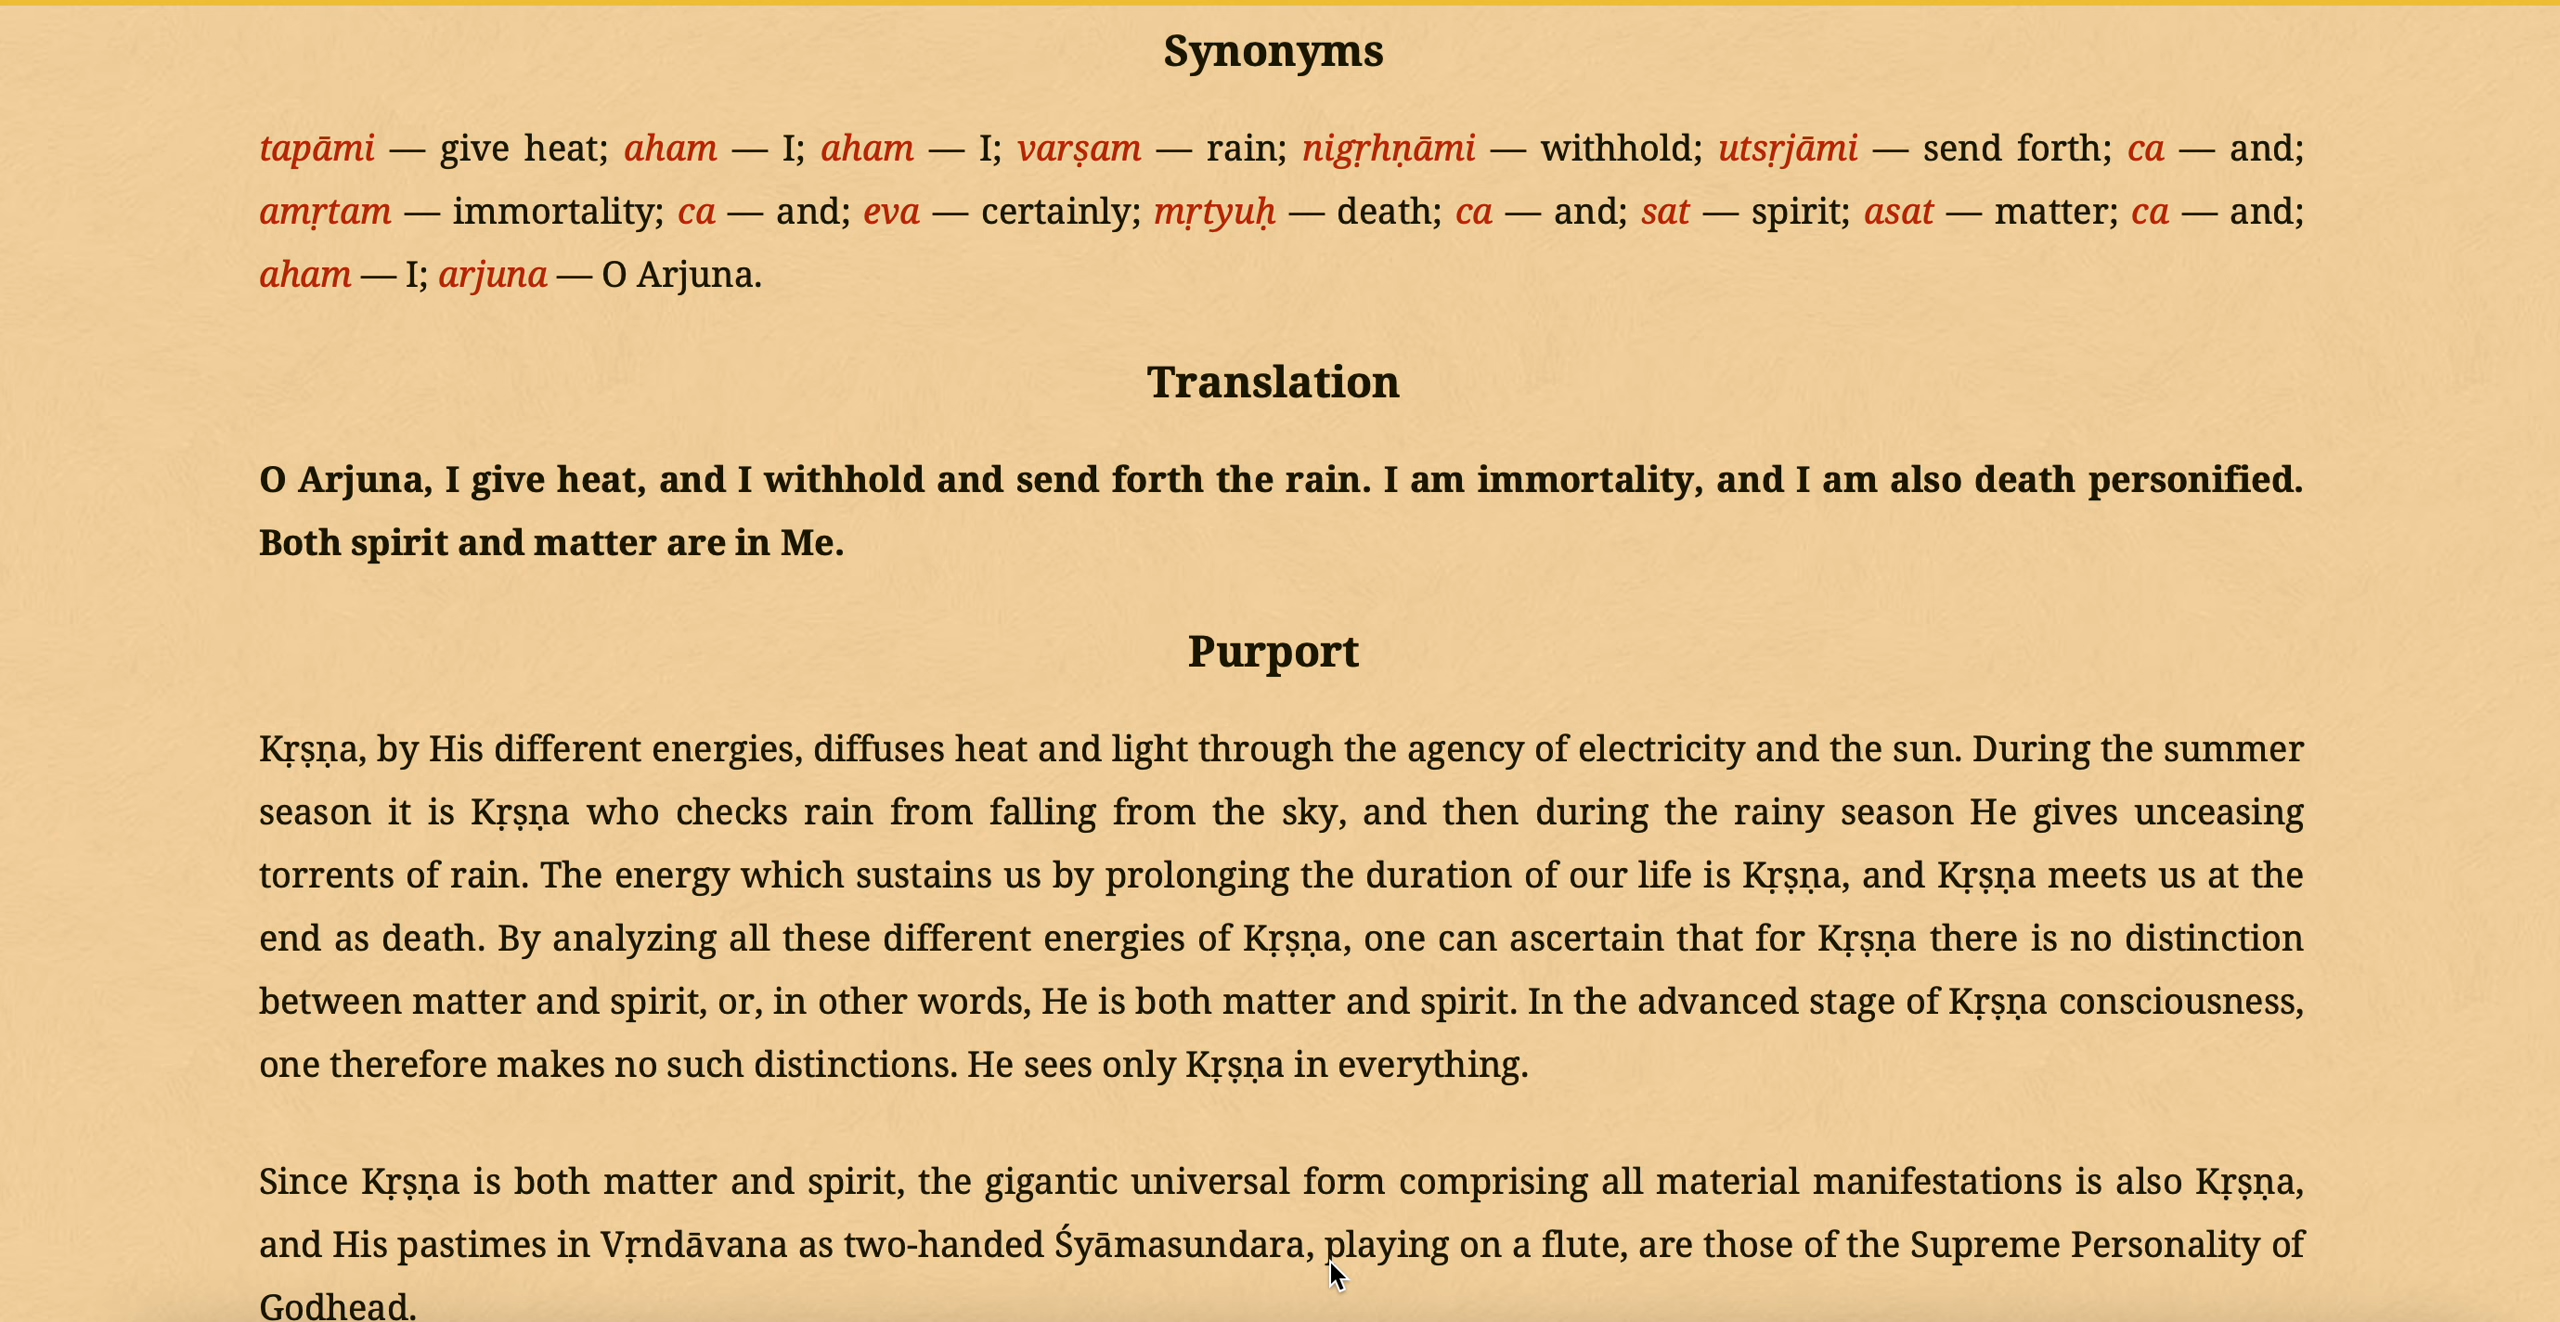 Synonyms
tapāmi — give heat; aham — I; aham — I; varṣam — rain; nigṛhṇāmi — withhold; utsṛjāmi — send forth; ca — and;
amṛtam — immortality; ca — and; eva — certainly; mṛtyuḥ — death; ca — and; sat — spirit; asat — matter; ca — and;
aham — I; arjuna — O Arjuna.
Translation
O Arjuna, I give heat, and I withhold and send forth the rain. I am immortality, and I am also death personified.
Both spirit and matter are in Me.
Purport
Kṛṣṇa, by His different energies, diffuses heat and light through the agency of electricity and the sun. During the summer
season it is Kṛṣṇa who checks rain from falling from the sky, and then during the rainy season He gives unceasing
torrents of rain. The energy which sustains us by prolonging the duration of our life is Kṛṣṇa, and Kṛṣṇa meets us at the
end as death. By analyzing all these different energies of Kṛṣṇa, one can ascertain that for Kṛṣṇa there is no distinction
between matter and spirit, or, in other words, He is both matter and spirit. In the advanced stage of Kṛṣṇa consciousness,
one therefore makes no such distinctions. He sees only Kṛṣṇa in everything.
Since Kṛṣṇa is both matter and spirit, the gigantic universal form comprising all material manifestations is also Kṛṣṇa,
and His pastimes in Vṛndāvana as two-handed Śyāmasundara, playing on a flute, are those of the Supreme Personality of
Godhead.